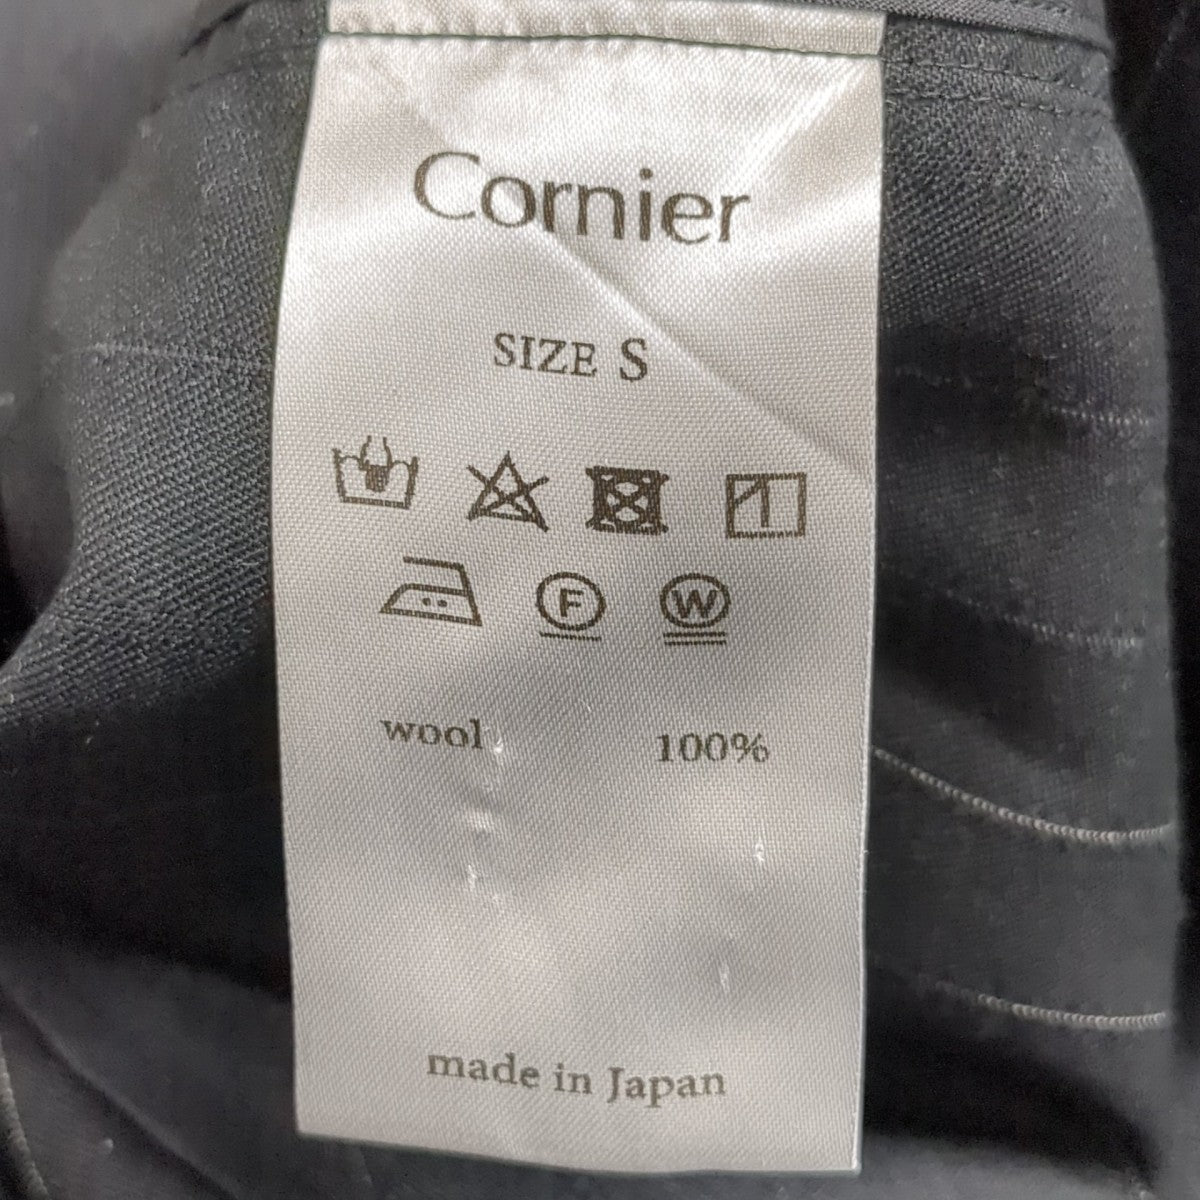 Cornier
SIZE S
F W
wool 100%
made in Japan